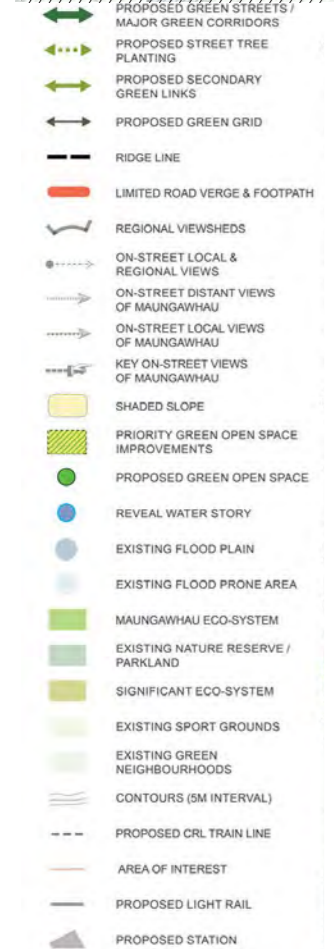 PROPOSED GREEN STREETS /
MAJOR GREEN CORRIDORS
PROPOSED STREET TREE
PLANTING
PROPOSED SECONDARY
GREEN LINKS
PROPOSED GREEN GRID
RIDGE LINE
LIMITED ROAD VERGE & FOOTPATH
REGIONAL VIEWSHEDS
ON-STREET LOCAL &
REGIONAL VIEWS
ON-STREET DISTANT VIEWS
OF MAUNGAWHAU
ON-STREET LOCAL VIEWS
OF MAUNGAWHAU
KEY ON-STREET VIEWS
OF MAUNGAWHAU
SHADED SLOPE
PRIORITY GREEN OPEN SPACE
IMPROVEMENTS
PROPOSED GREEN OPEN SPACE
REVEAL WATER STORY
EXISTING FLOOD PLAIN
EXISTING FLOOD PRONE AREA
MAUNGAWHAU ECO-SYSTEM
EXISTING NATURE RESERVE /
PARKLAND
SIGNIFICANT ECO-SYSTEM
EXISTING SPORT GROUNDS
EXISTING GREEN
NEIGHBOURHOODS
CONTOURS (5M INTERVAL)
PROPOSED CRL TRAIN LINE
AREA OF INTEREST
PROPOSED LIGHT RAIL
PROPOSED STATION